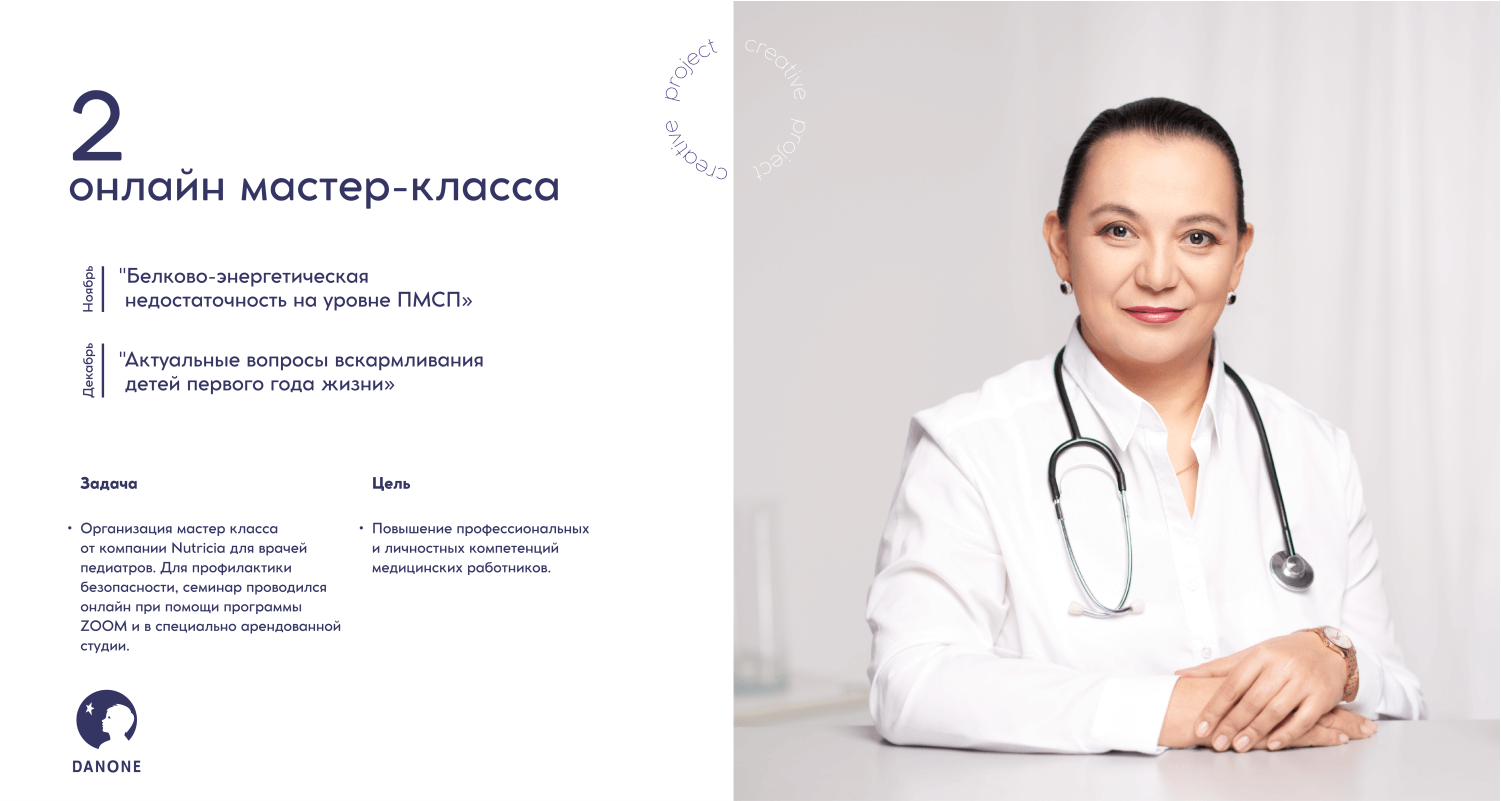 2
онлайн мастер-класса
Ноябрь
"Белково-энергетическая
недостаточность на уровне ПМСП»
Декабрь
"Актуальные вопросы вскармливания
детей первого года жизни»
Задача
• Организация мастер класса
от компании Nutricia для врачей
педиатров. Для профилактики
безопасности, семинар проводился
онлайн при помощи программы
ZOOM и в специально арендованной
студии.
Цель
• Повышение профессиональных
и личностных компетенций
медицинских работников.
DANONE
creative project creative project